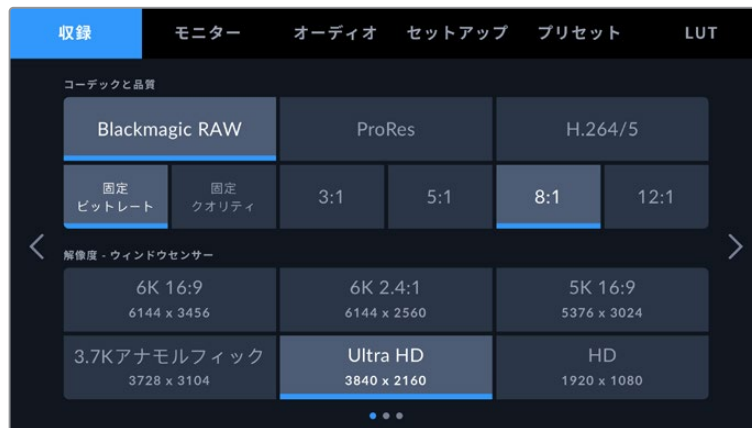 収録 モニター オーディオ セットアップ プリセット LUT
コーデックと品質
Blackmagic RAW ProRes H.264/5
固定
ビットレート
固定
クオリティ
3:1 5:1 8:1 12:1
解像度 - ウィンドウセンサー
6K 16:9
6144 x 3456
6K 2.4:1
6144 x 2560
5K 16:9
5376 x 3024
3.7Kアナモルフィック
3728 x 3104
Ultra HD
3840 x 2160
HD
1920 x 1080